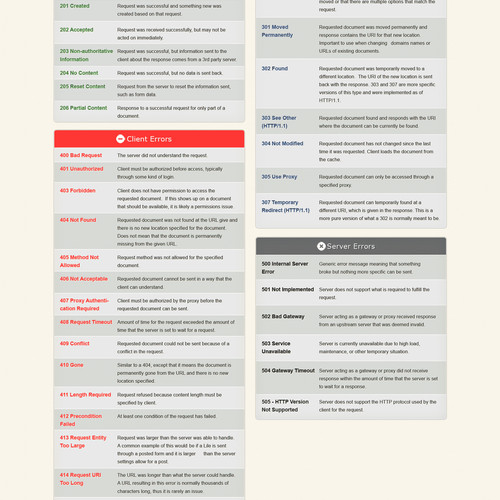 201 Created
Request was successful and something new was
created based on that request.
202 Accepted
Request was received successfully, but may not be
acted on immediately.
203 Non-authoritative
Information
Request was successful, but information sent to the
client about the response comes from a 3rd party server.
204 No Content
Request was successful, but no data is sent back.
205 Reset Content
Request from the server to reset the information sent,
such as form data.
206 Partial Content
Response to a successful request for only part of a
document.
Client Errors
400 Bad Request
The server did not understand the request.
401 Unauthorized
Client must be authorized before access, typically
through some kind of login.
403 Forbidden
Client does not have permission to access the
requested document. If this shows up on a document
that should be available, it is likely a permissions issue.
404 Not Found
Requested document was not found at the URL give and
there is no new location specified for the document.
Does not mean that the document is permanently
missing from the given URL.
405 Method Not
Allowed
Request method was not allowed for the specified
document.
406 Not Acceptable
Requested document cannot be sent in a way that the
client can understand.
407 Proxy Authenti-
cation Required
Client must be authorized by the proxy before the
requested document can be sent.
408 Request Timeout
Amount of time for the request exceeded the amount of
time that the server is set to wait for a request.
409 Conflict
Requested document could not be sent because of a
conflict in the request.
410 Gone
Similar to a 404, except that it means the document is
permanently gone from the URL and there is no new
location specified.
411 Length Required
Request refused because content length must be
specified by client.
412 Precondition
Failed
At least one condition of the request has failed.
413 Request Entity
Too Large
Request was larger than the server was able to handle.
A common example of this would be if a Life is sent
through a posted form and it is larger than the server
settings allow for a post.
414 Request URI
Too Long
The URL was longer than what the server could handle.
A URL resulting in this error is normally thousands of
characters long, thus it is rarely an issue.
moved or that there are multiple options that match the
request.
301 Moved
Permanently
Requested document was moved permanently and
response contains the URI for that new location.
Important to use when changing domains names or
URLs of existing documents.
302 Found
Requested document was temporarily moved to a
different location. The URI of the new location is sent
back with the response. 303 and 307 are more specific
versions of this type and were implemented as of
HTTP/1.1.
303 See Other
(HTTP/1.1)
Requested document found and responds with the URI
where the document can be currently be found.
304 Not Modified
Requested document has not changed since the last
time it was requested. Client loads the document from
the cache.
305 Use Proxy
Requested document can only be accessed through a
specified proxy.
307 Temporary
Redirect (HTTP/1.1)
Requested document can temporarily found at a
different URL, which is given in the response. This is a
more pure version of what a 302 is normally meant to be.
Server Errors
500 Internal Server
Error
Generic error message meaning that something
broke but nothing more specific can be sent.
501 Not Implemented
Server does not support what is required to fulfill the
request.
502 Bad Gateway
Server acting as a gateway or proxy received response
from an upstream server that was deemed invalid.
503 Service
Unavailable
Server is currently unavailable due to high load,
maintenance, or other temporary situation.
504 Gateway Timeout
Server acting as a gateway or proxy did not receive
response within the amount of time that the server is set
to wait for a response.
505 - HTTP Version
Not Supported
Server does not support the HTTP protocol used by the
client for the request.